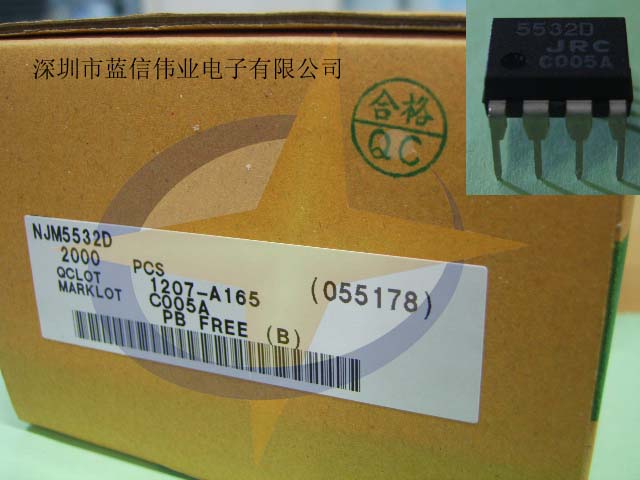 深圳市蓝信伟业电子有限公司
5532D
JRC
C005A
合格
QC
NJM5532D
2000 PCS
QCLOT 1207-A165 (055178)
MARKLOT C005A
PB FREE (B)